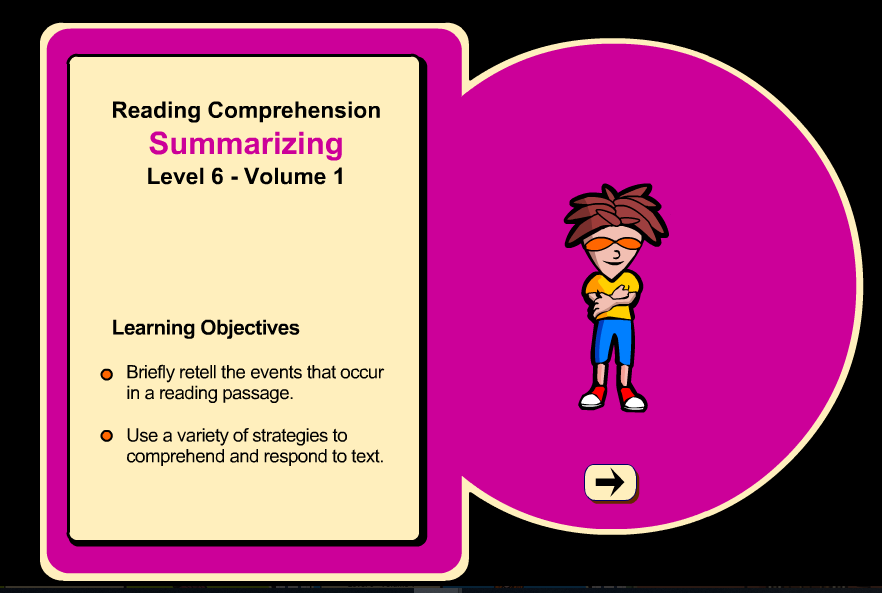 Reading Comprehension
Summarizing
Level 6 - Volume 1
Learning Objectives
Briefly retell the events that occur
in a reading passage.
Use a variety of strategies to
comprehend and respond to text.